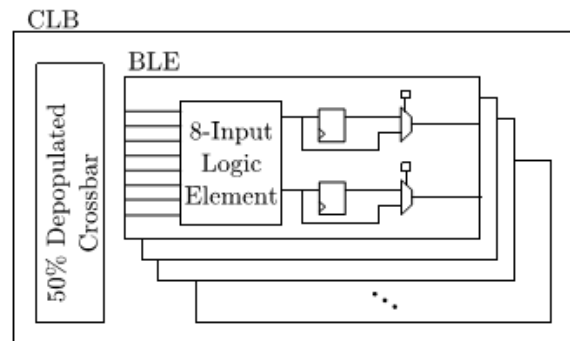 CLB
BLE
50% Depopulated
Crossbar
8-Input
Logic
Element